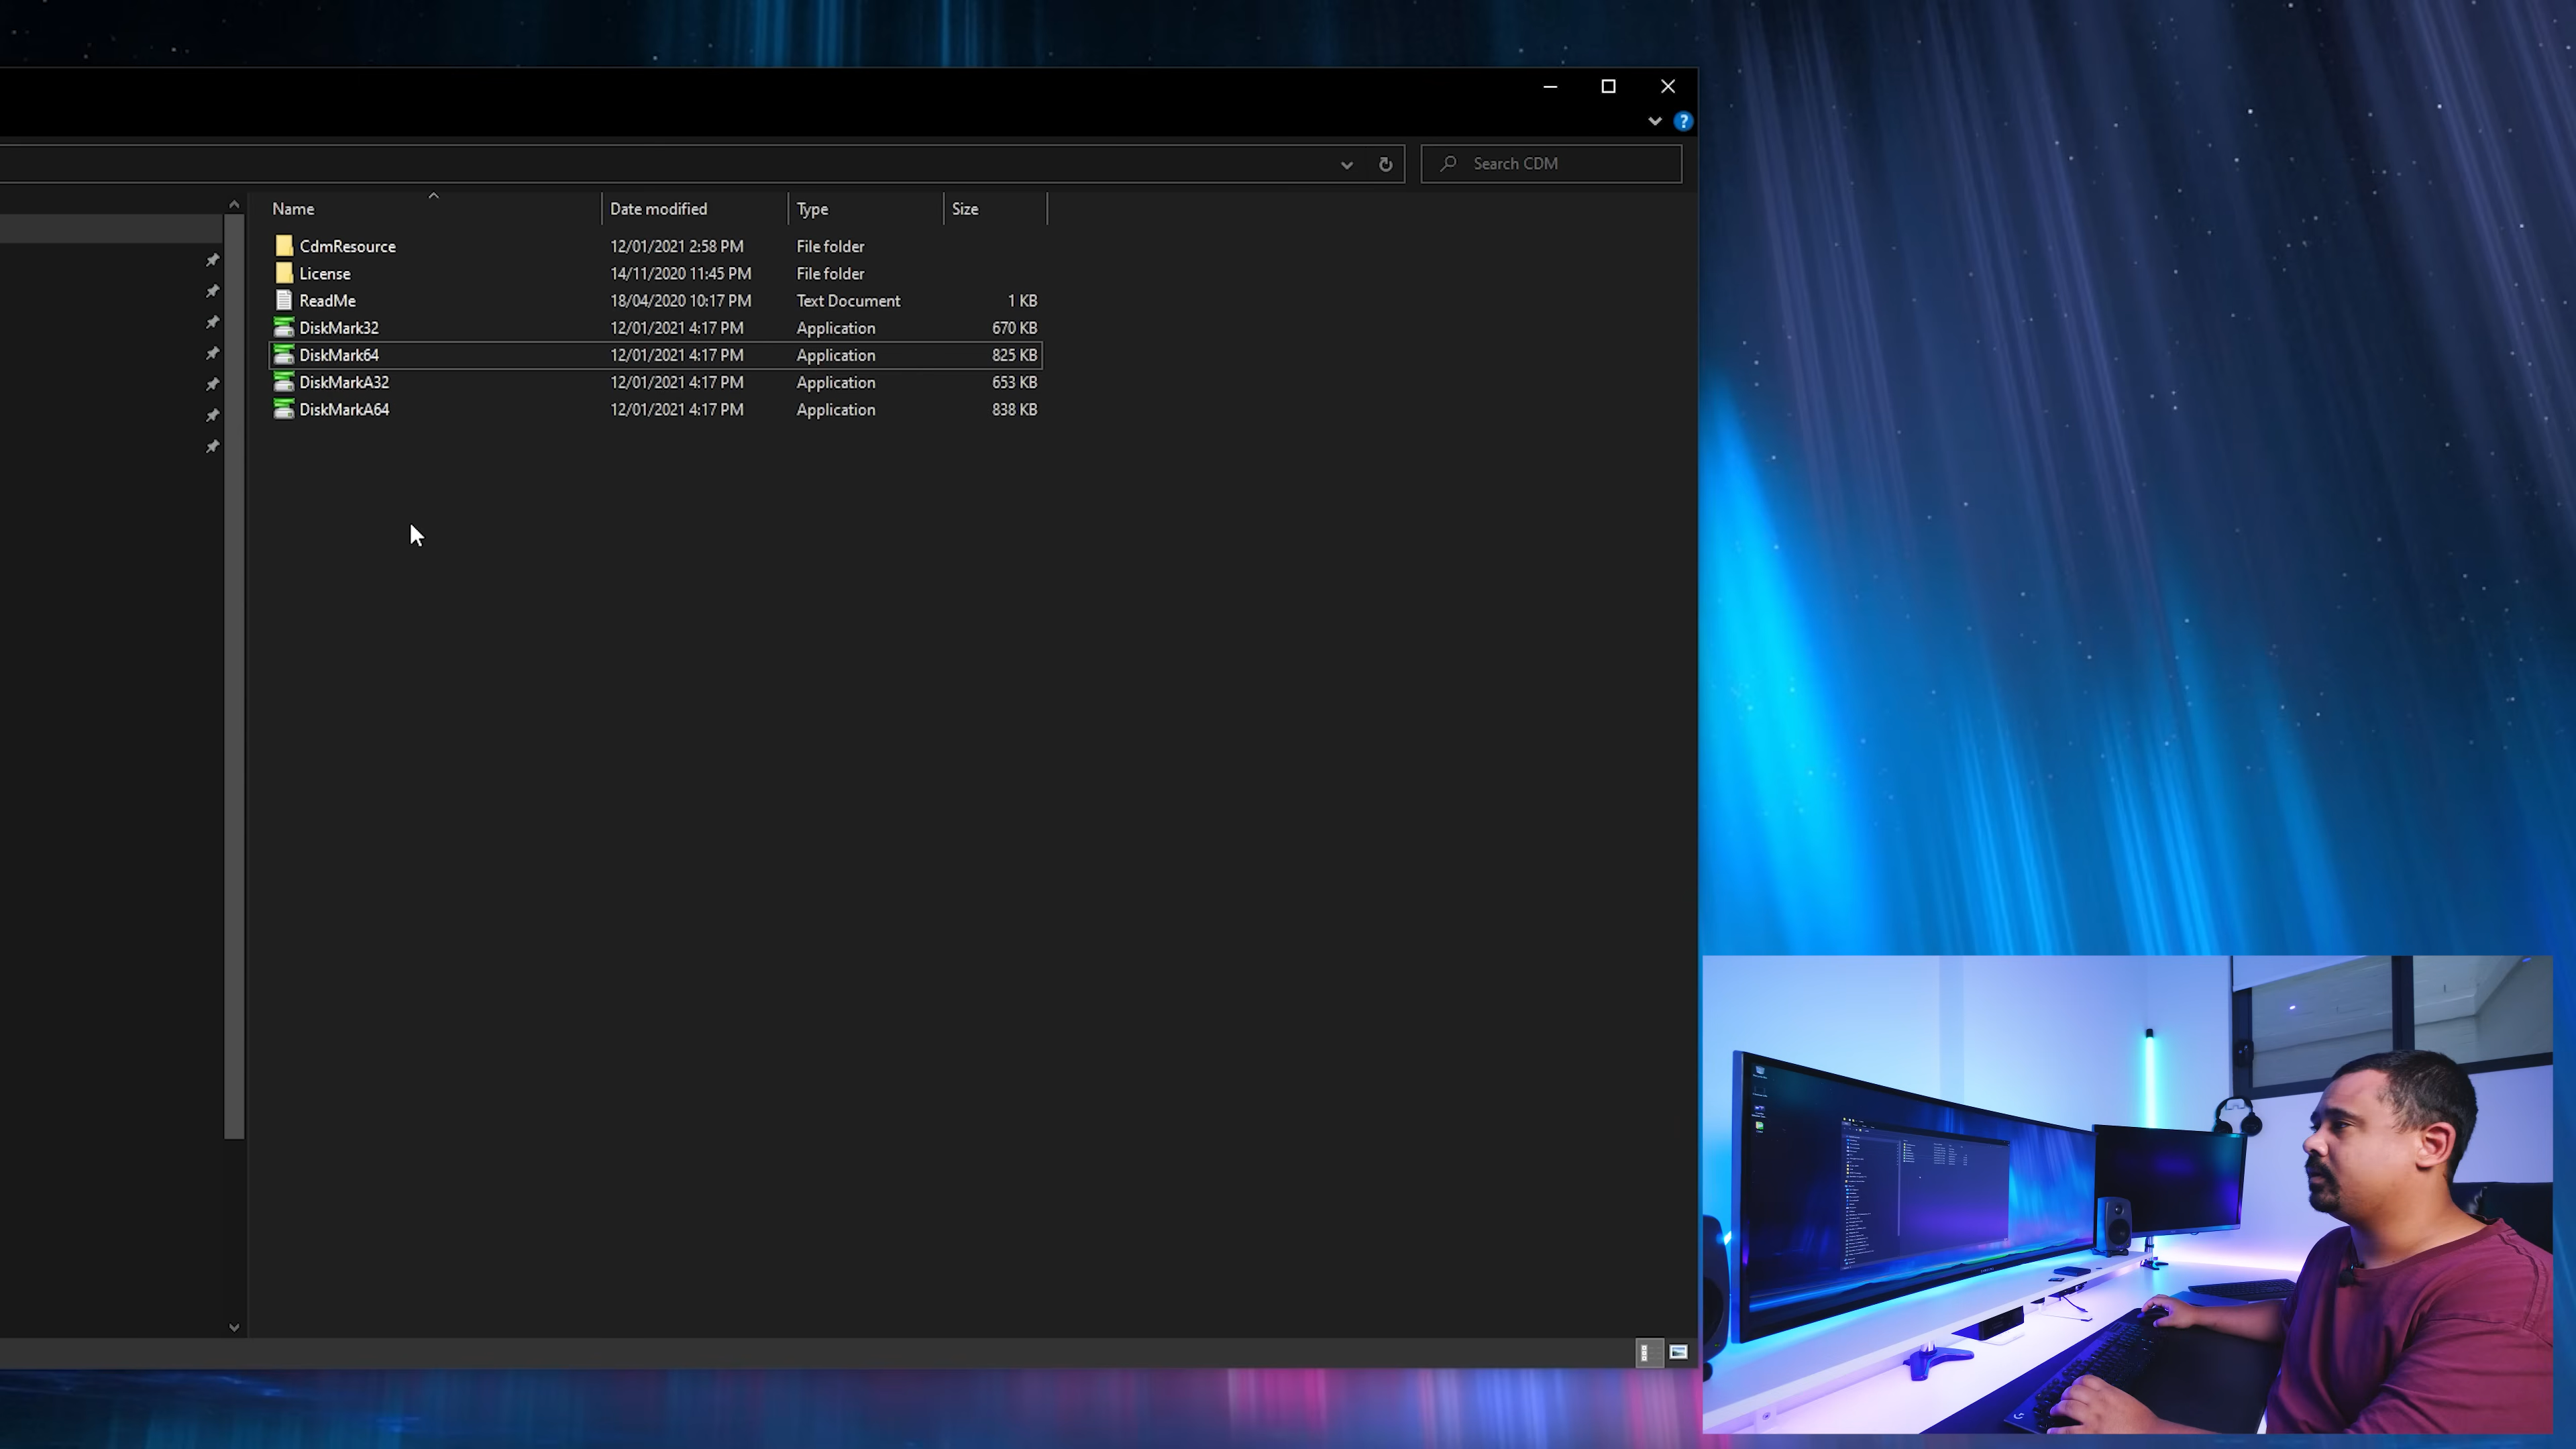 ?
Search CDM
Name Date modified Type Size
CdmResource 12/01/2021 2:58 PM File folder
License 14/11/2020 11:45 PM File folder
ReadMe 18/04/2020 10:17 PM Text Document 1 KB
DiskMark32 12/01/2021 4:17 PM Application 670 KB
DiskMark64 12/01/2021 4:17 PM Application 825 KB
DiskMarkA32 12/01/2021 4:17 PM Application 653 KB
DiskMarkA64 12/01/2021 4:17 PM Application 838 KB